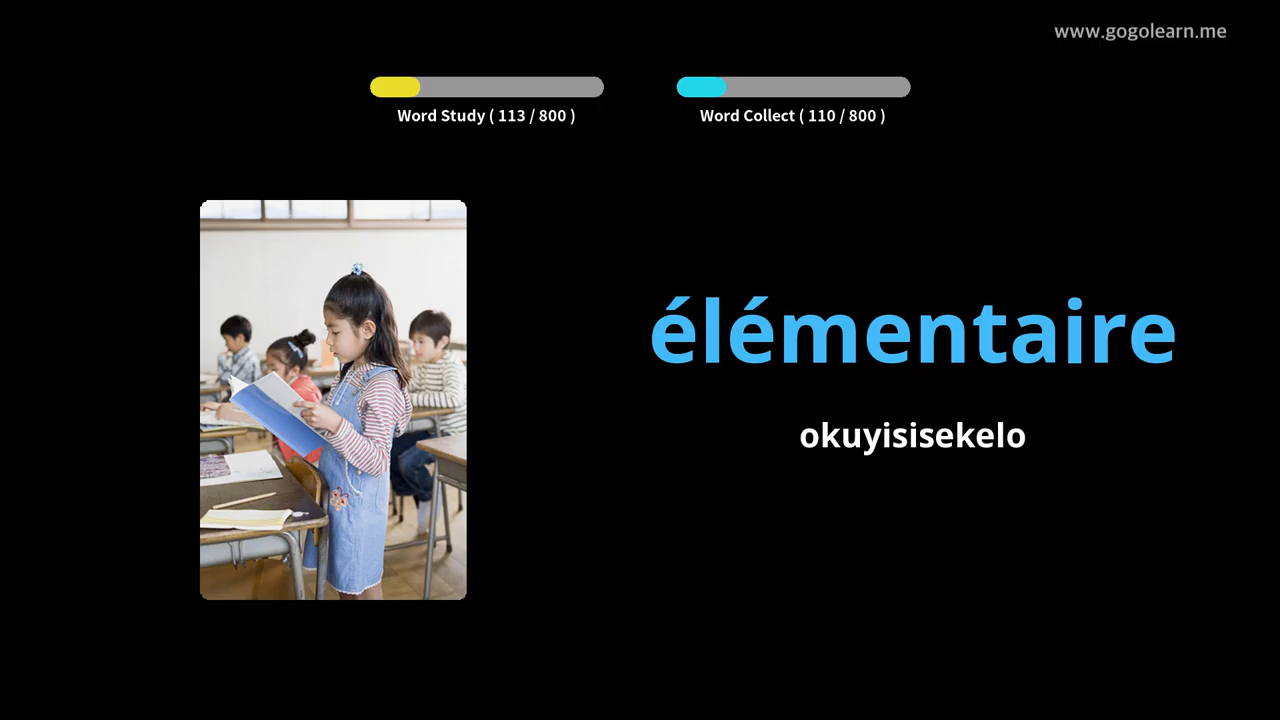 www.gogolearn.me
Word Study ( 113 / 800 )
Word Collect ( 110 / 800 )
élémentaire
okuyisisekelo